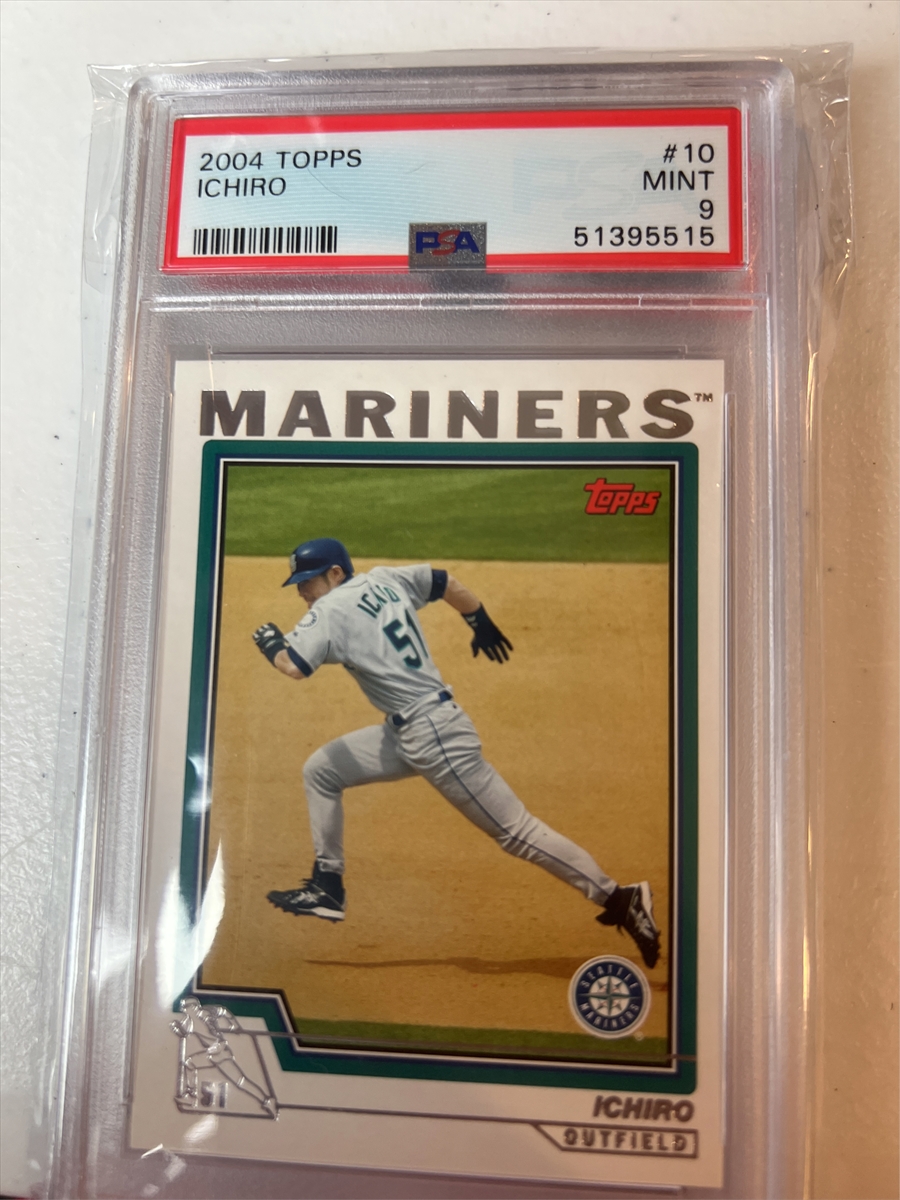 2004 TOPPS #10
ICHIRO MINT
9
PSA 51395515
MARINERS™
topps
ICHIRO
51
SEATTLE
MARINERS
51
ICHIRO
OUTFIELD